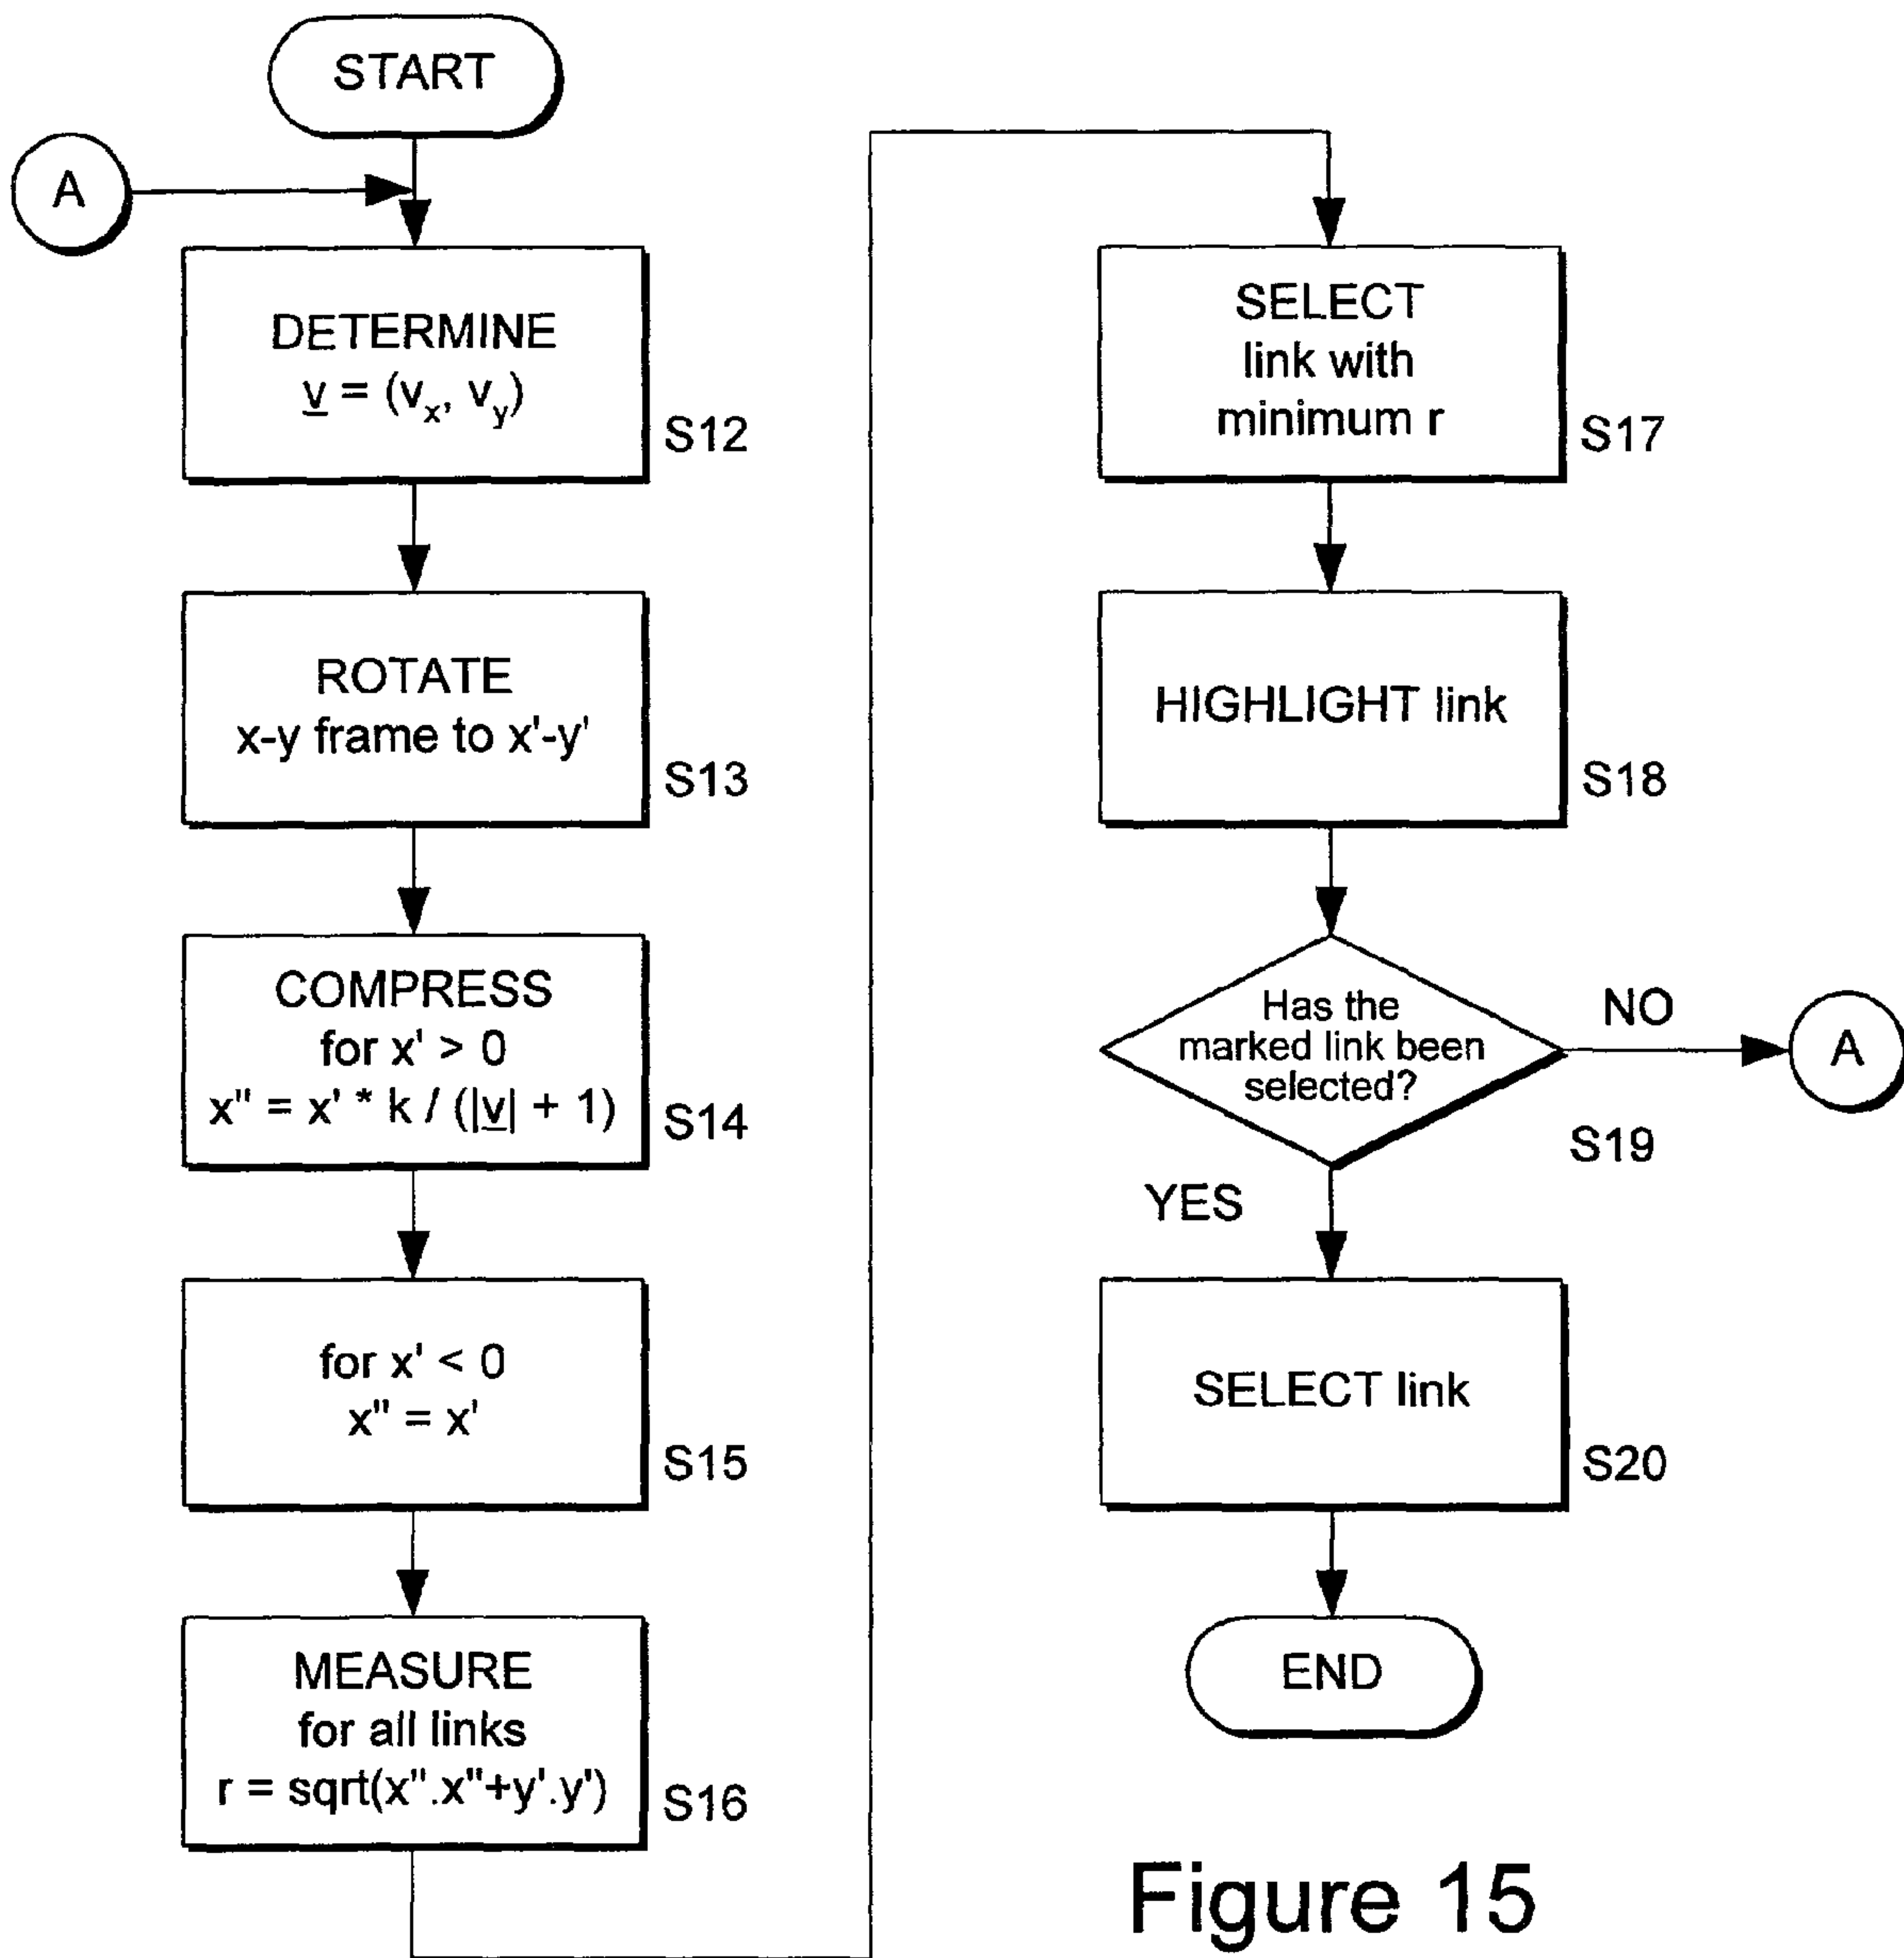 START
A
DETERMINE
v = (vx, vy)
S12
ROTATE
x-y frame to x'-y'
S13
COMPRESS
for x' > 0
x" = x' * k / (|v| + 1)
S14
for x' < 0
x" = x'
S15
MEASURE
for all links
r = sqrt(x".x"+y'.y')
S16
SELECT
link with
minimum r
S17
HIGHLIGHT link
S18
Has the
marked link been
selected?
NO
A
S19
YES
SELECT link
S20
END
Figure 15